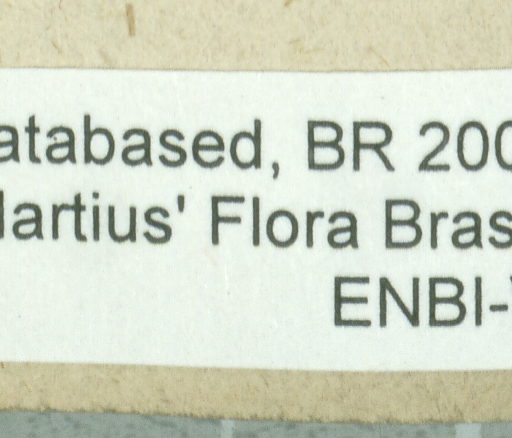 atabased, BR 200
lartius' Flora Bras
ENBI-